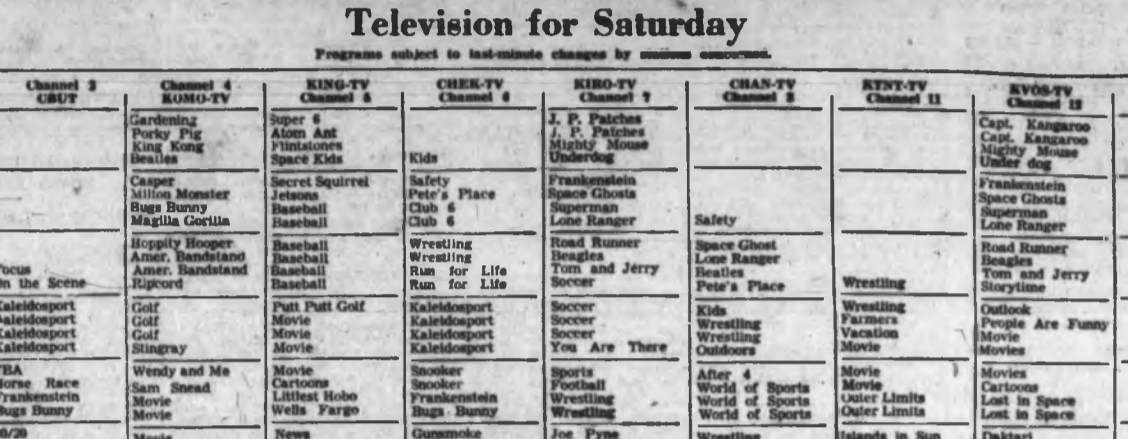 Television for Saturday
Programs subject to last-minute changes by stations concerned.
Channel 2
CBUT
Focus
On the Scene
Kaleidosport
Kaleidosport
Kaleidosport
Kaleidosport
TBA
Horse Race
Frankenstein
Bugs Bunny
20/20
Channel 4
KOMO-TV
Gardening
Porky Pig
King Kong
Beatles
Casper
Milton Monster
Bugs Bunny
Magilla Gorilla
Hoppity Hooper
Amer. Bandstand
Amer. Bandstand
Ripcord
Golf
Golf
Golf
Stingray
Wendy and Me
Sam Snead
Movie
Movie
Movie
KING-TV
Channel 5
Super 6
Atom Ant
Flintstones
Space Kids
Secret Squirrel
Jetsons
Baseball
Baseball
Baseball
Baseball
Baseball
Baseball
Putt Putt Golf
Movie
Movie
Movie
Movie
Cartoons
Littlest Hobo
Wells Fargo
News
CHEK-TV
Channel 6
Kids
Safety
Pete's Place
Club 6
Club 6
Wrestling
Wrestling
Run for Life
Run for Life
Kaleidosport
Kaleidosport
Kaleidosport
Kaleidosport
Snooker
Snooker
Frankenstein
Bugs Bunny
Gunsmoke
KIRO-TV
Channel 7
J. P. Patches
J. P. Patches
Mighty Mouse
Underdog
Frankenstein
Space Ghosts
Superman
Lone Ranger
Road Runner
Beagles
Tom and Jerry
Soccer
Soccer
Soccer
Soccer
You Are There
Sports
Football
Wrestling
Wrestling
Joe Pyne
CHAN-TV
Channel 8
Safety
Space Ghost
Lone Ranger
Beatles
Pete's Place
Kids
Wrestling
Wrestling
Outdoors
After 4
World of Sports
World of Sports
World of Sports
Wrestling
KTNT-TV
Channel 11
Wrestling
Wrestling
Farmers
Vacation
Movie
Movie
Movie
Outer Limits
Outer Limits
Islands in Sun
KVOS-TV
Channel 12
Capt. Kangaroo
Capt. Kangaroo
Mighty Mouse
Under dog
Frankenstein
Space Ghosts
Superman
Lone Ranger
Road Runner
Beagles
Tom and Jerry
Storytime
Outlook
People Are Funny
Movie
Movies
Movies
Cartoons
Lost in Space
Lost in Space
Daktari